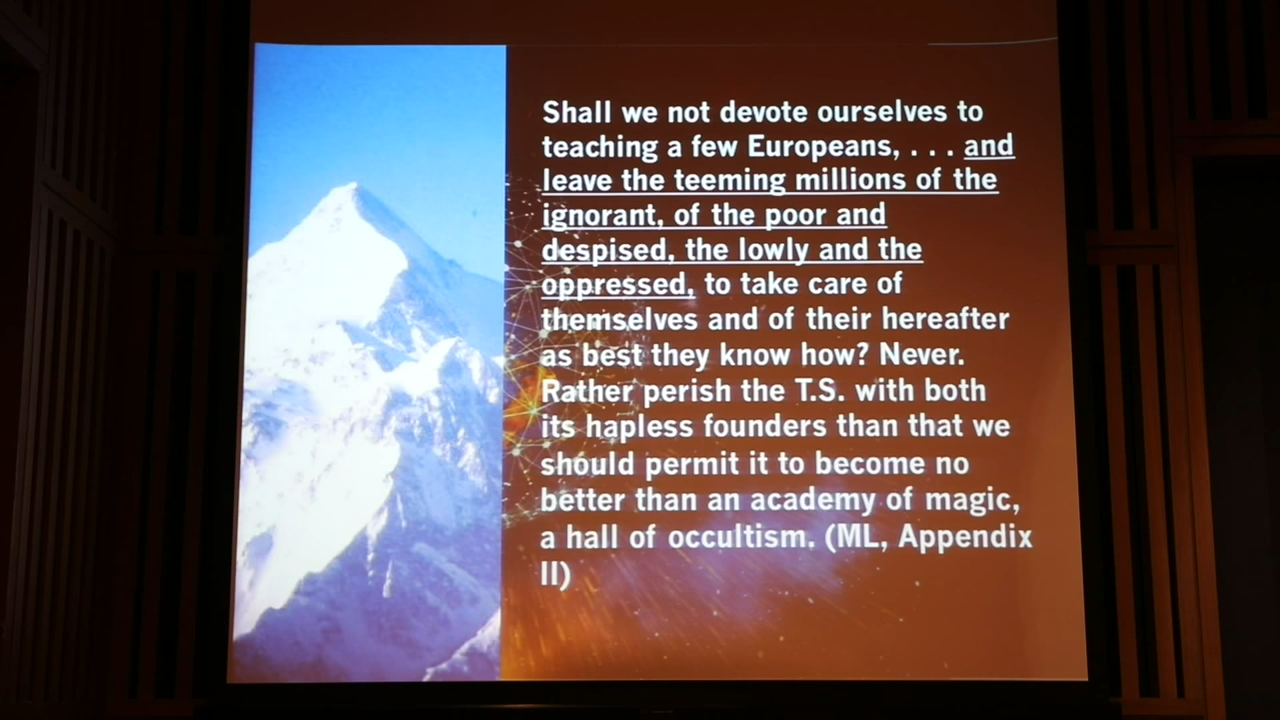 Shall we not devote ourselves to
teaching a few Europeans, . . . and
leave the teeming millions of the
ignorant, of the poor and
despised, the lowly and the
oppressed, to take care of
themselves and of their hereafter
as best they know how? Never.
Rather perish the T.S. with both
its hapless founders than that we
should permit it to become no
better than an academy of magic,
a hall of occultism. (ML, Appendix
II)